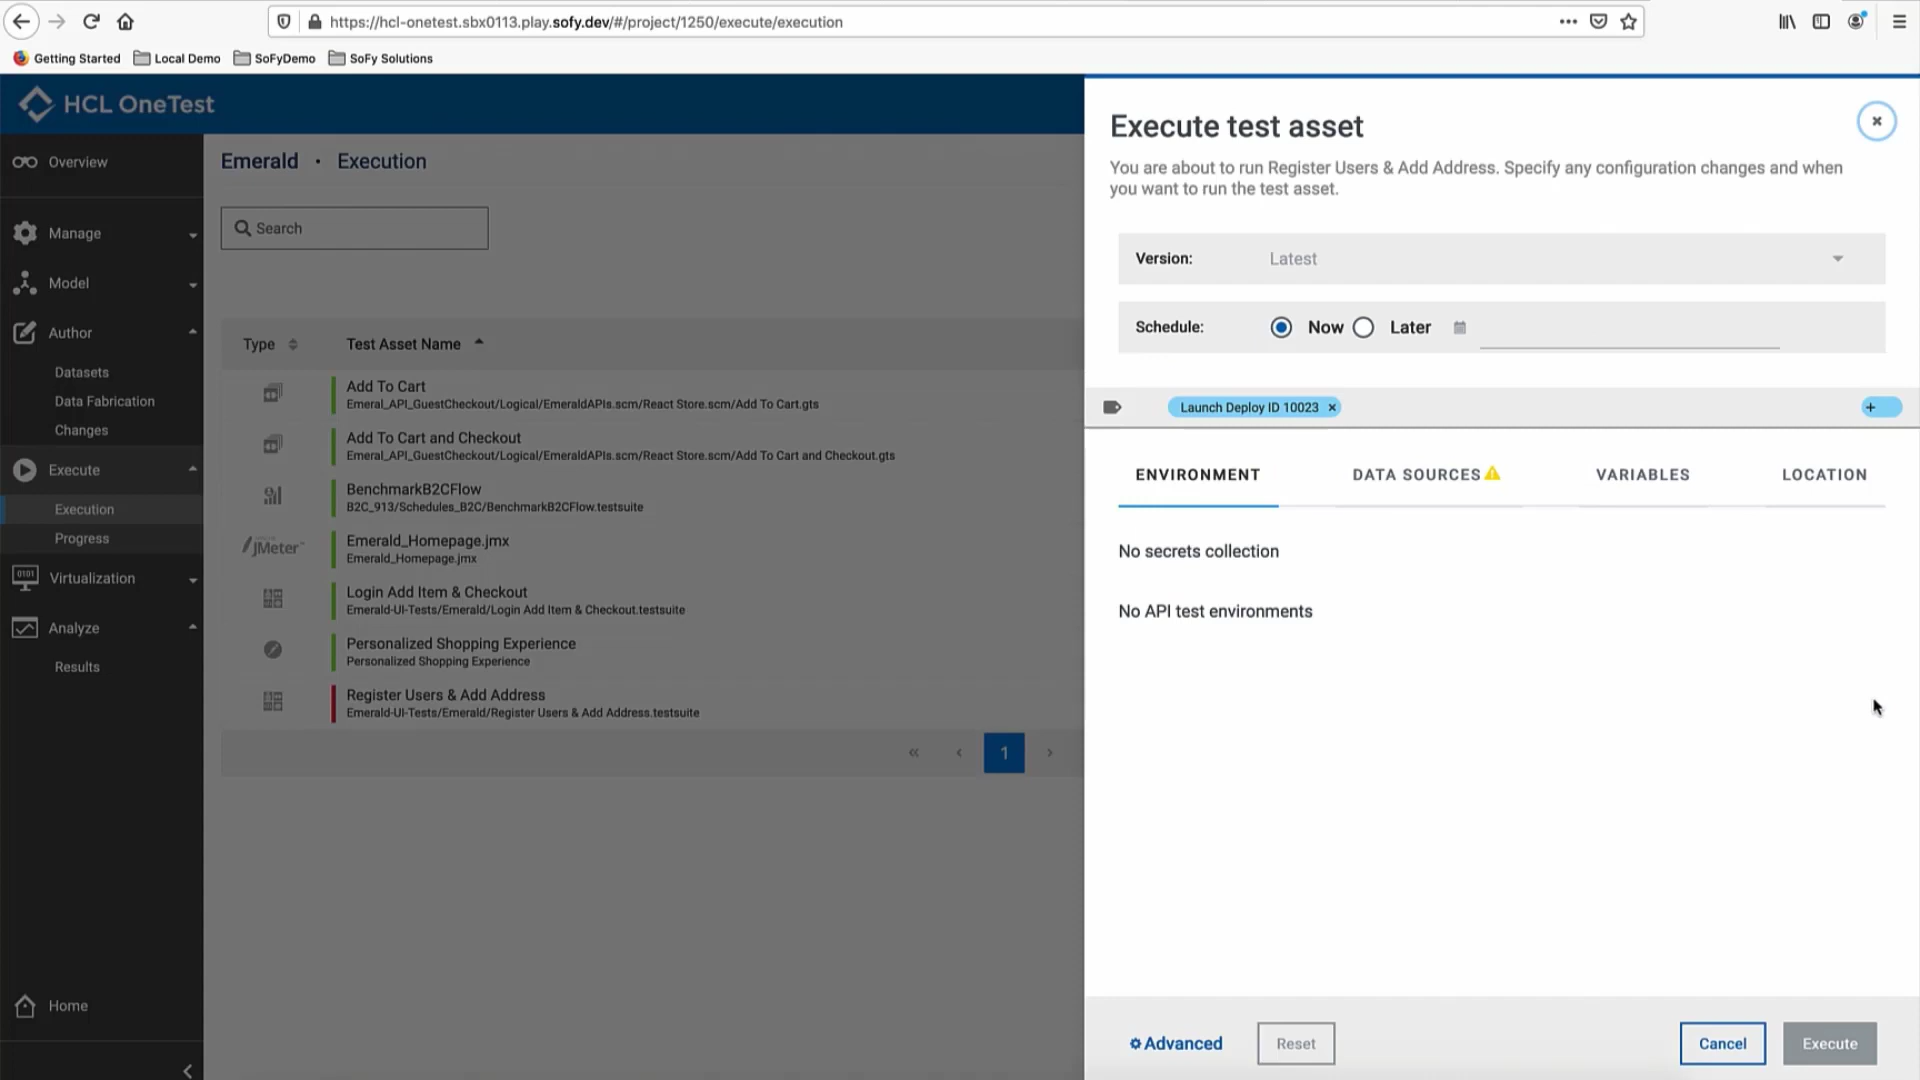 https://hcl-onetest.sbx0113.play.sofy.dev/#/project/1250/execute/execution
Getting Started Local Demo SoFyDemo SoFy Solutions
HCL OneTest
Overview
Manage
Model
Author
Datasets
Data Fabrication
Changes
Execute
Execution
Progress
Virtualization
Analyze
Results
Home
Emerald · Execution
Search
Type Test Asset Name
Add To Cart
Emeral_API_GuestCheckout/Logical/EmeraldAPIs.scm/React Store.scm/Add To Cart.gts
Add To Cart and Checkout
Emeral_API_GuestCheckout/Logical/EmeraldAPIs.scm/React Store.scm/Add To Cart and Checkout.gts
BenchmarkB2CFlow
B2C_913/Schedules_B2C/BenchmarkB2CFlow.testsuite
JMeter
Emerald_Homepage.jmx
Emerald_Homepage.jmx
Login Add Item & Checkout
Emerald-UI-Tests/Emerald/Login Add Item & Checkout.testsuite
Personalized Shopping Experience
Personalized Shopping Experience
Register Users & Add Address
Emerald-UI-Tests/Emerald/Register Users & Add Address.testsuite
« ‹ 1 ›
Execute test asset
You are about to run Register Users & Add Address. Specify any configuration changes and when
you want to run the test asset.
Version: Latest
Schedule: Now Later
Launch Deploy ID 10023 ×
+
ENVIRONMENT DATA SOURCES VARIABLES LOCATION
No secrets collection
No API test environments
Advanced Reset Cancel Execute